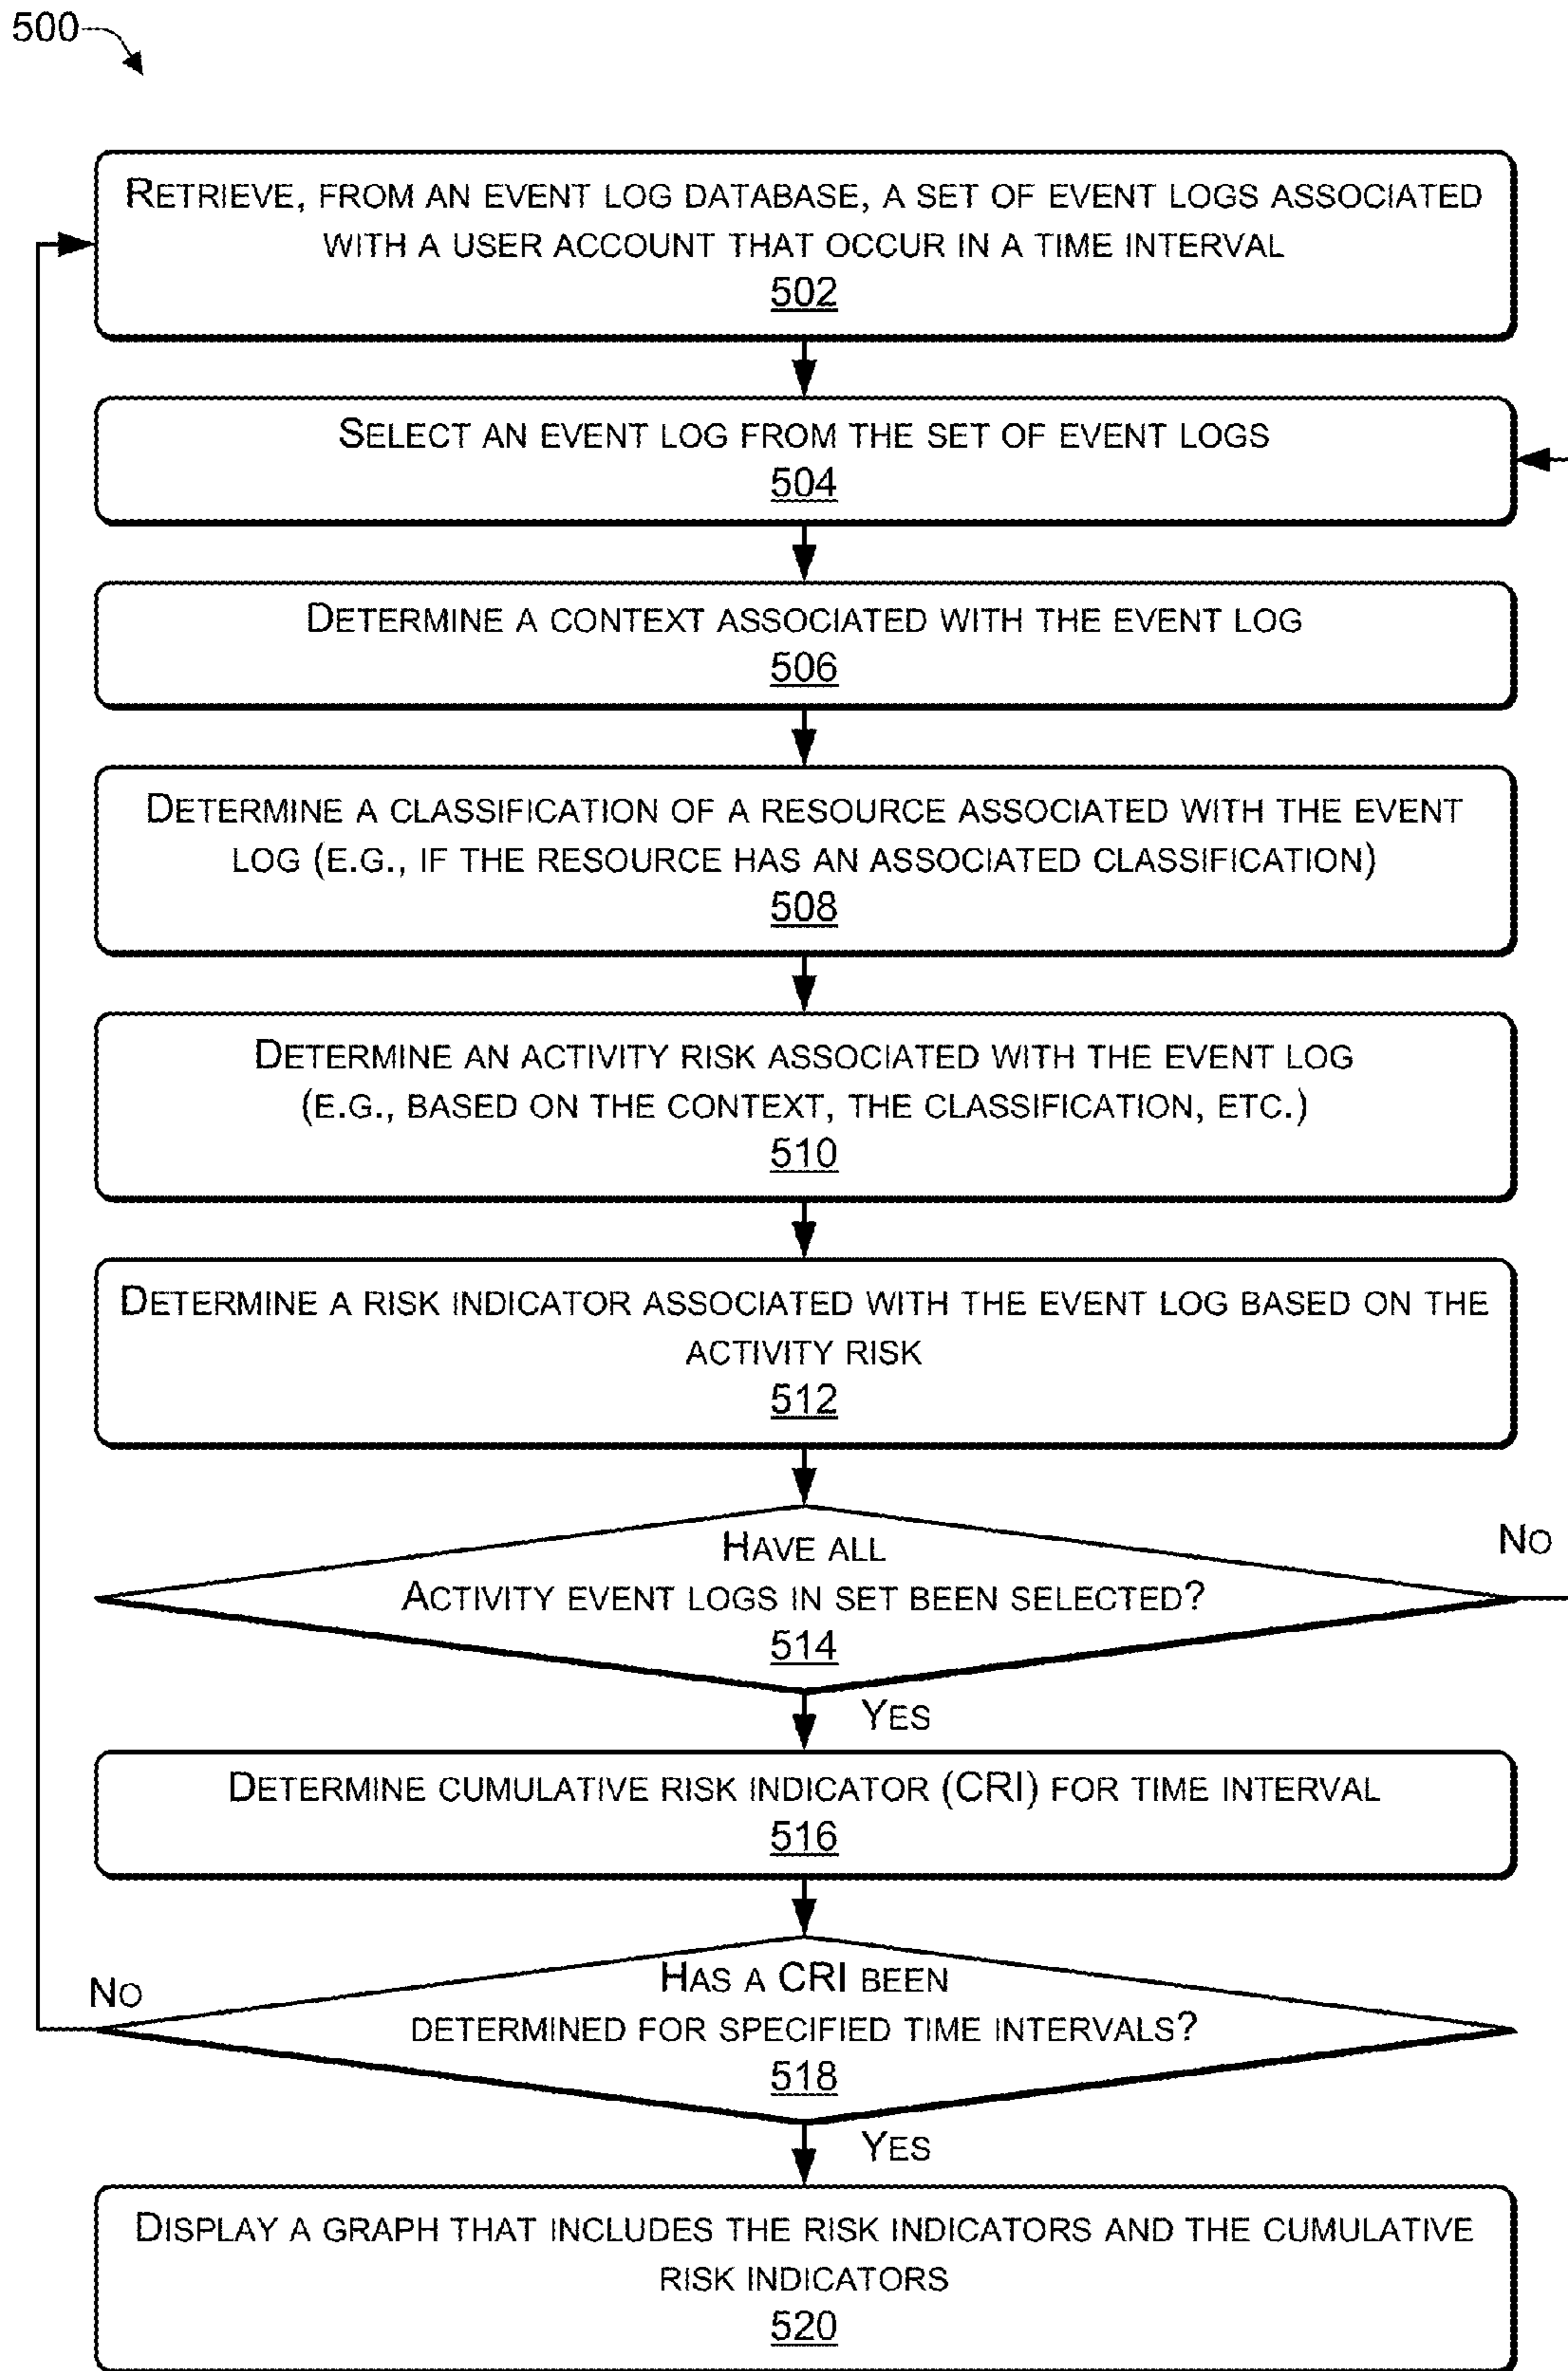 500
RETRIEVE, FROM AN EVENT LOG DATABASE, A SET OF EVENT LOGS ASSOCIATED
WITH A USER ACCOUNT THAT OCCUR IN A TIME INTERVAL
502
SELECT AN EVENT LOG FROM THE SET OF EVENT LOGS
504
DETERMINE A CONTEXT ASSOCIATED WITH THE EVENT LOG
506
DETERMINE A CLASSIFICATION OF A RESOURCE ASSOCIATED WITH THE EVENT
LOG (E.G., IF THE RESOURCE HAS AN ASSOCIATED CLASSIFICATION)
508
DETERMINE AN ACTIVITY RISK ASSOCIATED WITH THE EVENT LOG
(E.G., BASED ON THE CONTEXT, THE CLASSIFICATION, ETC.)
510
DETERMINE A RISK INDICATOR ASSOCIATED WITH THE EVENT LOG BASED ON THE
ACTIVITY RISK
512
HAVE ALL
ACTIVITY EVENT LOGS IN SET BEEN SELECTED?
514
NO
YES
DETERMINE CUMULATIVE RISK INDICATOR (CRI) FOR TIME INTERVAL
516
HAS A CRI BEEN
DETERMINED FOR SPECIFIED TIME INTERVALS?
518
NO
YES
DISPLAY A GRAPH THAT INCLUDES THE RISK INDICATORS AND THE CUMULATIVE
RISK INDICATORS
520